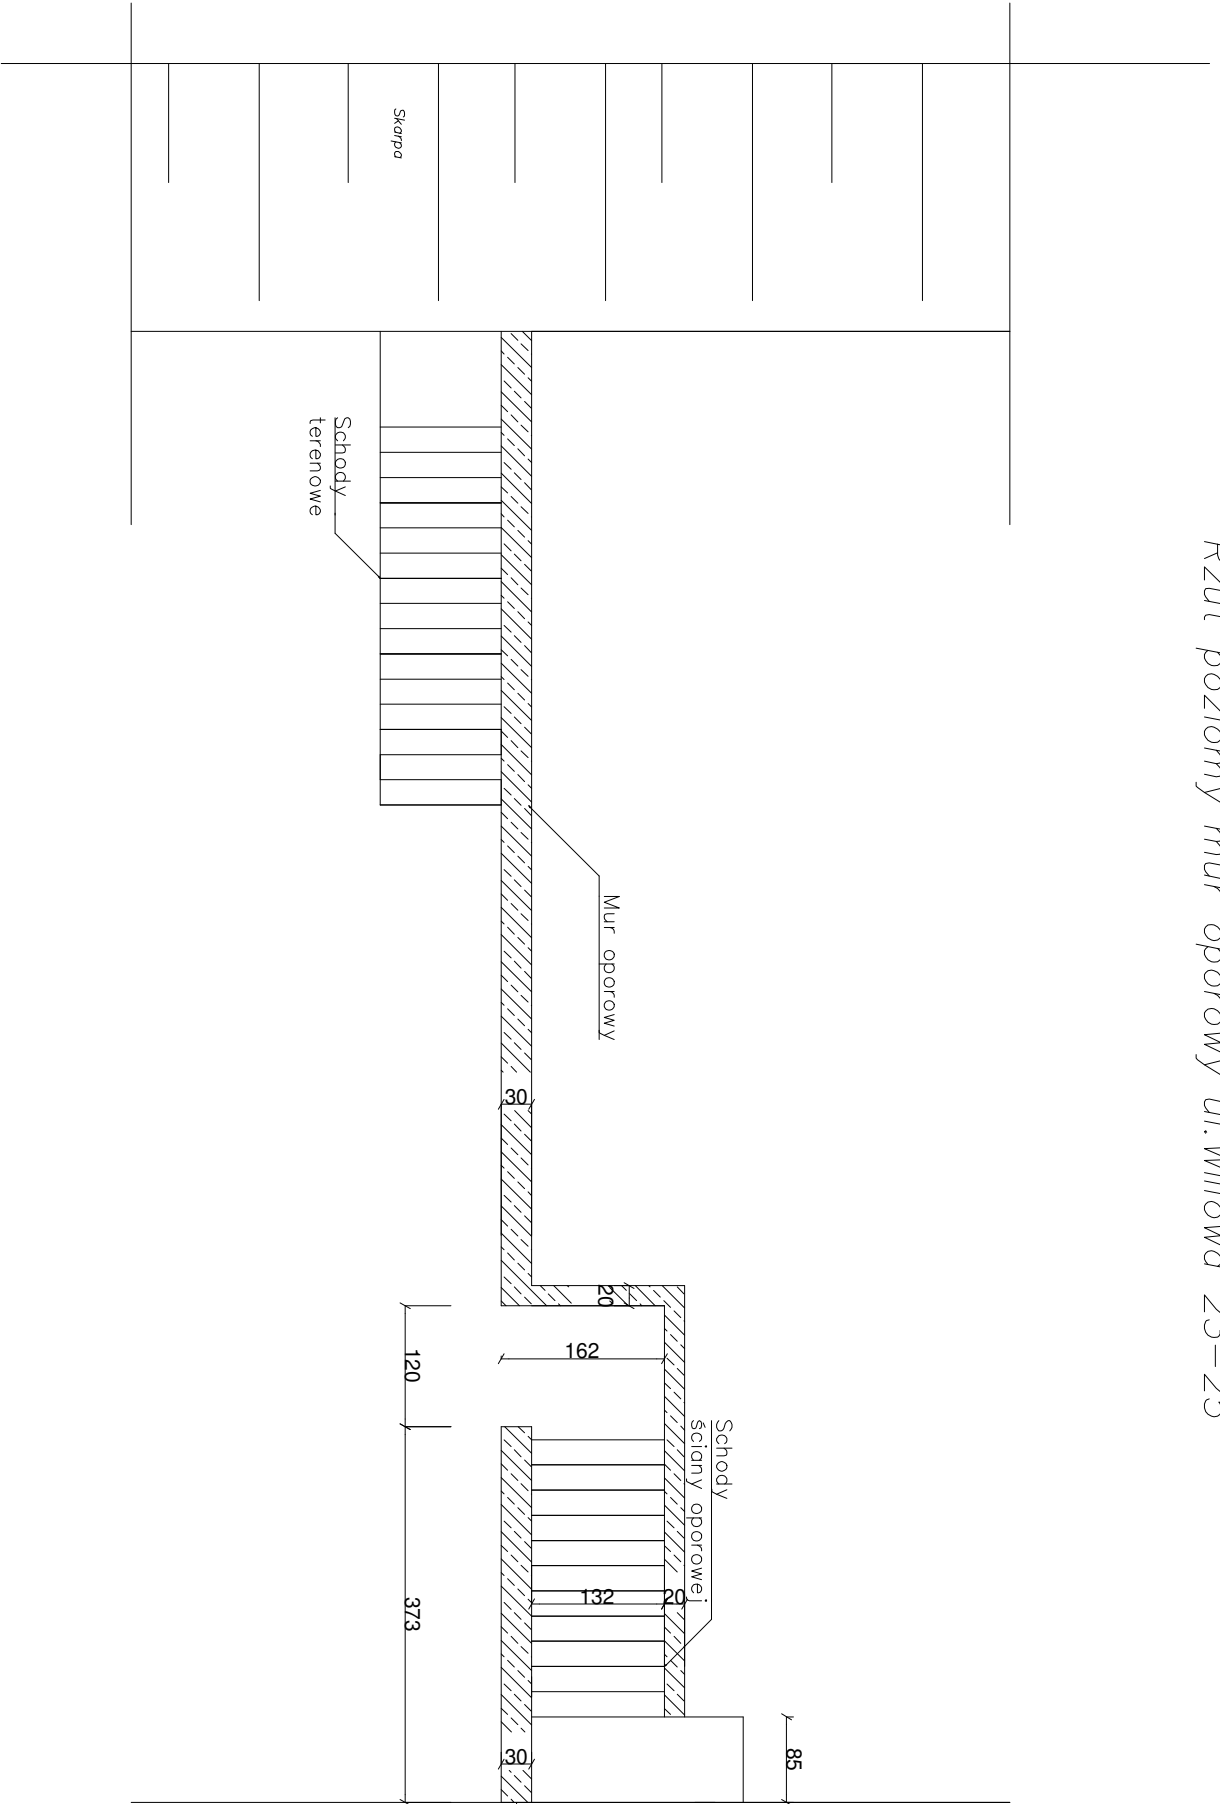 Rzut poziomy mur oporowy ul.Willowa 23-25
Skarpa
Schody
terenowe
Mur oporowy
30
20
162
120
Schody
ściany oporowej
132
20
373
30
85